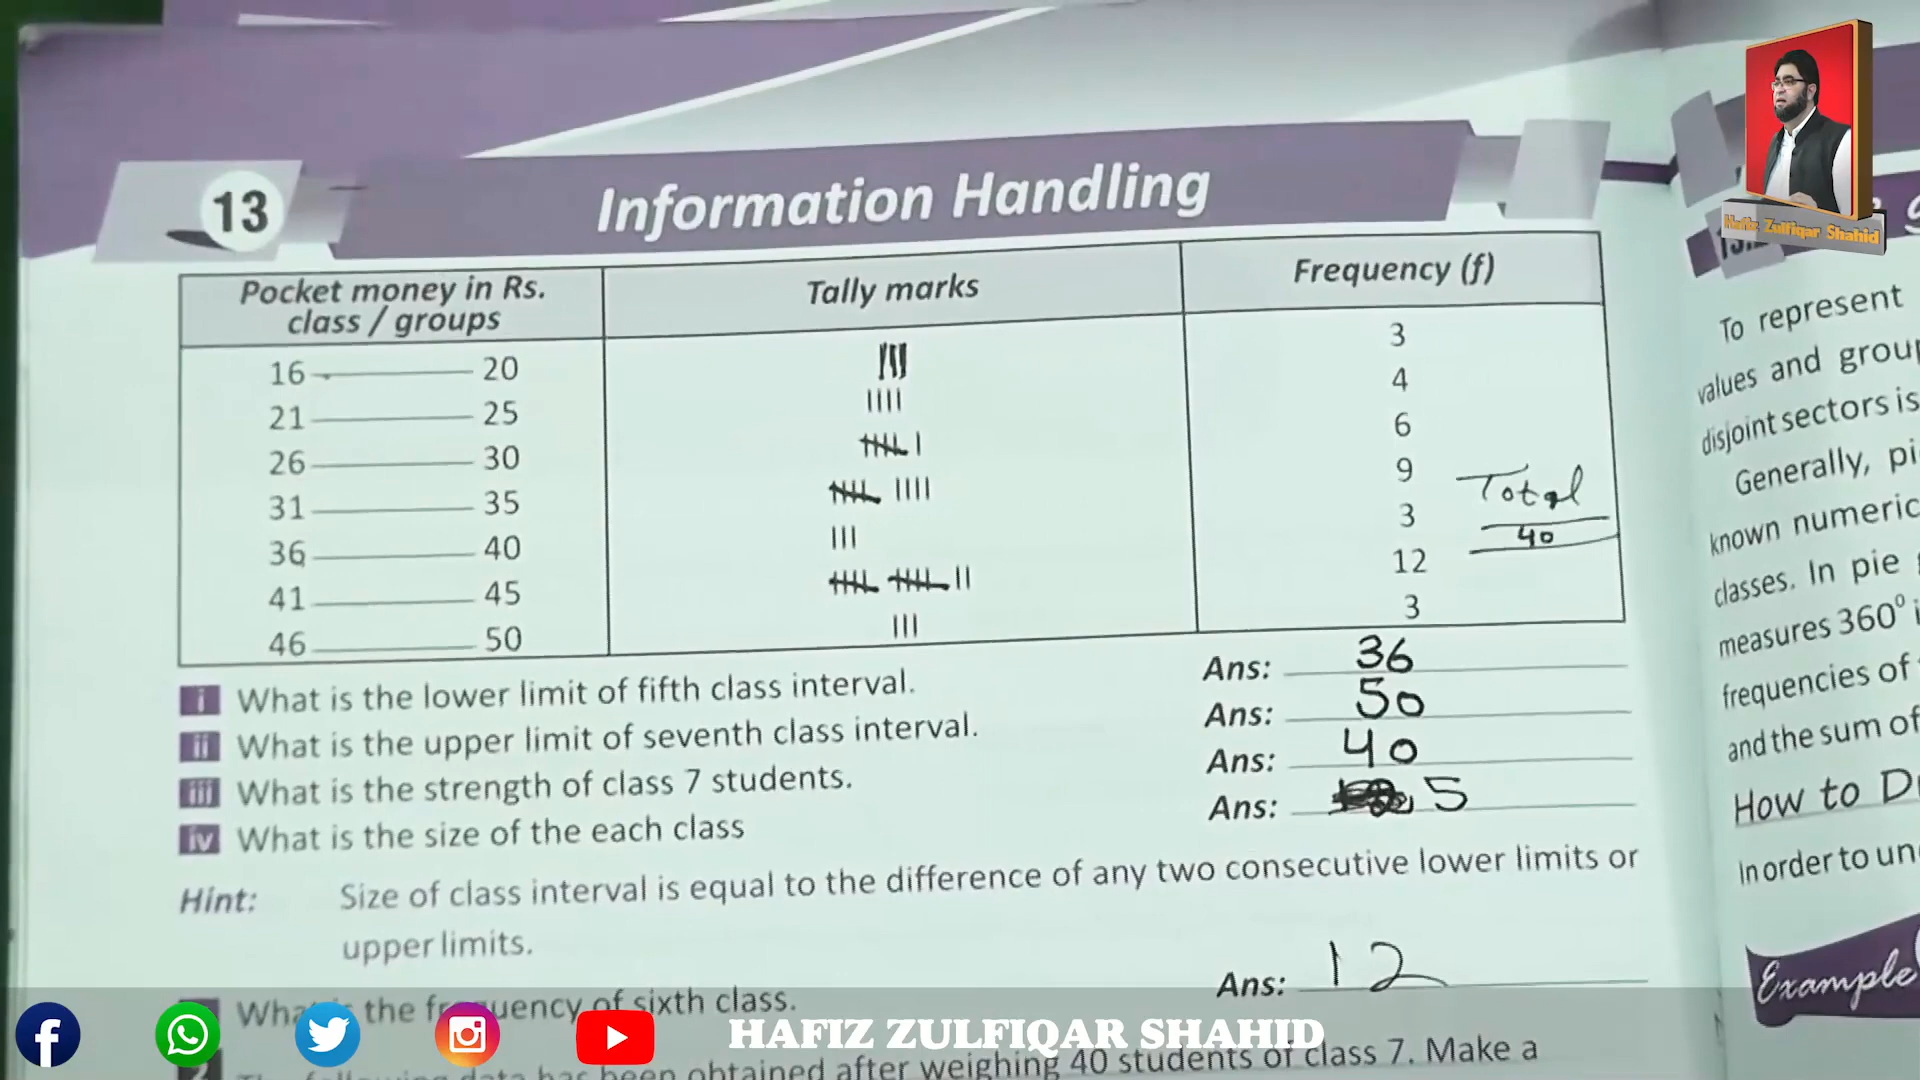 13
Information Handling
Hafiz Zulfiqar Shahid
Pocket money in Rs. class / groups
Tally marks
Frequency (f)
16 20 3
21 25 4
26 30 6
31 35 9
36 40 3
41 45 12
46 50 3
Total
40
i What is the lower limit of fifth class interval. Ans: 36
ii What is the upper limit of seventh class interval. Ans: 50
iii What is the strength of class 7 students. Ans: 40
iv What is the size of the each class Ans: 5
Hint: Size of class interval is equal to the difference of any two consecutive lower limits or
upper limits.
What is the frequency of sixth class. Ans: 12
HAFIZ ZULFIQAR SHAHID
been obtained after weighing 40 students of class 7. Make a
To represent
values and
disjoint sectors is
Generally,
known
classes. In pie
measures 360°
frequencies of
and the sum of
How to
In order to
Example